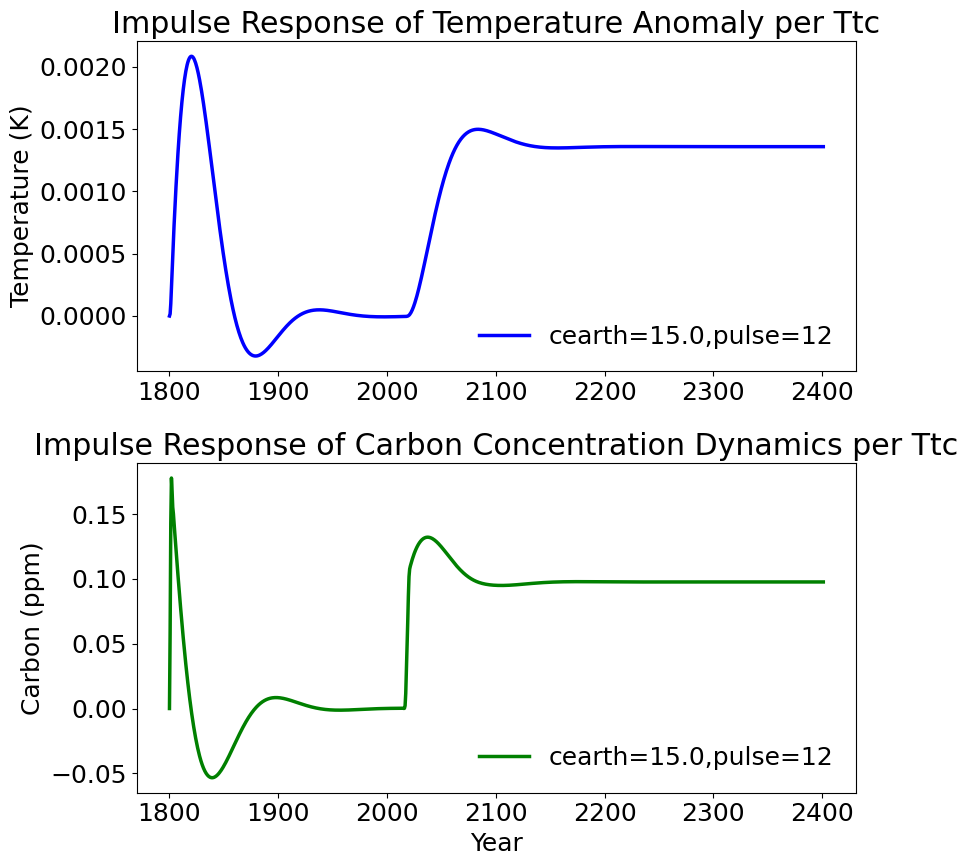 Impulse Response of Temperature Anomaly per Ttc
Temperature (K)
0.0020
0.0015
0.0010
0.0005
0.0000
cearth=15.0,pulse=12
1800 1900 2000 2100 2200 2300 2400
Impulse Response of Carbon Concentration Dynamics per Ttc
Carbon (ppm)
0.15
0.10
0.05
0.00
−0.05
cearth=15.0,pulse=12
1800 1900 2000 2100 2200 2300 2400
Year